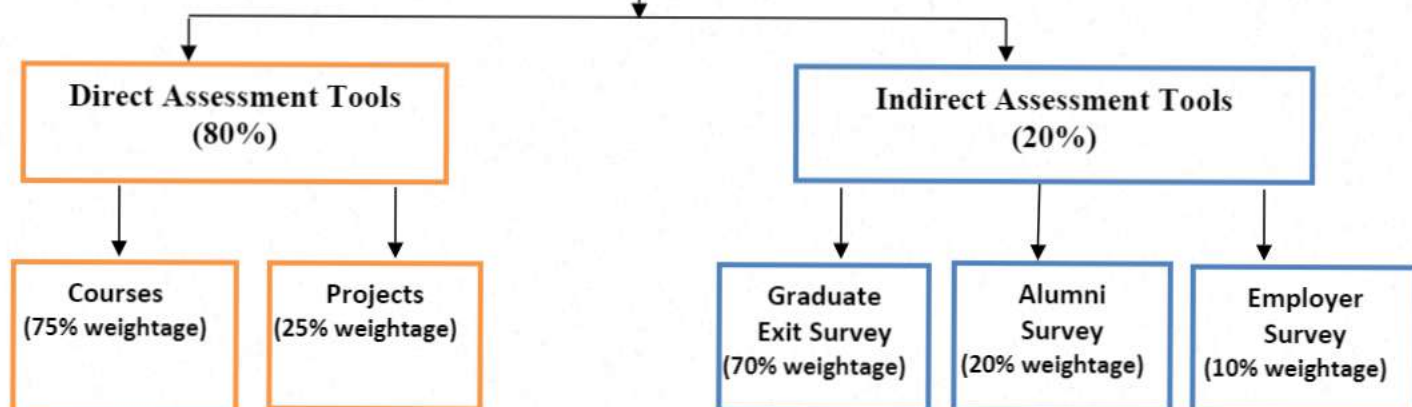 Direct Assessment Tools
(80%)
Indirect Assessment Tools
(20%)
Courses
(75% weightage)
Projects
(25% weightage)
Graduate
Exit Survey
(70% weightage)
Alumni
Survey
(20% weightage)
Employer
Survey
(10% weightage)